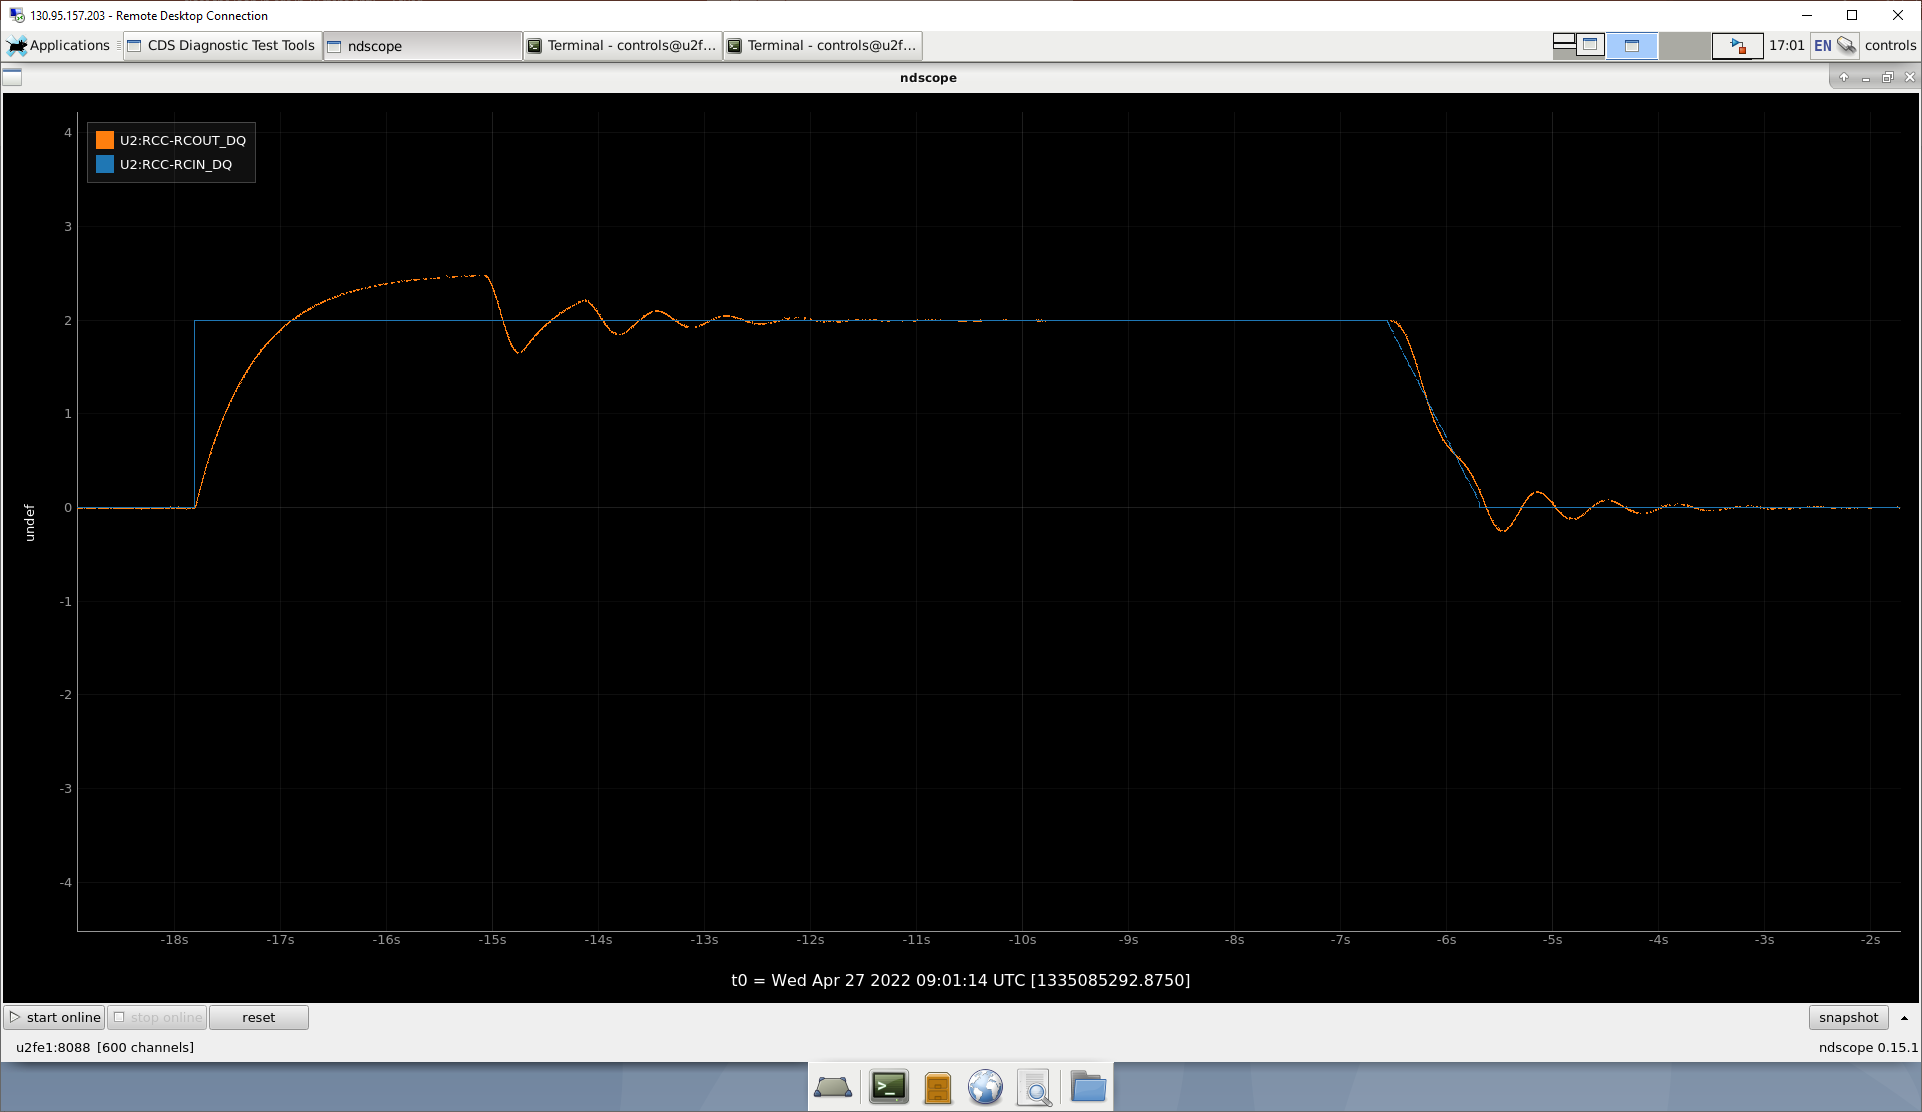 130.95.157.203 - Remote Desktop Connection
Applications CDS Diagnostic Test Tools ndscope Terminal - controls@u2f... Terminal - controls@u2f... 17:01 EN controls
ndscope
U2:RCC-RCOUT_DQ
U2:RCC-RCIN_DQ
4
3
2
1
0
-1
-2
-3
-4
undef
-18s -17s -16s -15s -14s -13s -12s -11s -10s -9s -8s -7s -6s -5s -4s -3s -2s
t0 = Wed Apr 27 2022 09:01:14 UTC [1335085292.8750]
start online stop online reset snapshot
u2fe1:8088 [600 channels] ndscope 0.15.1